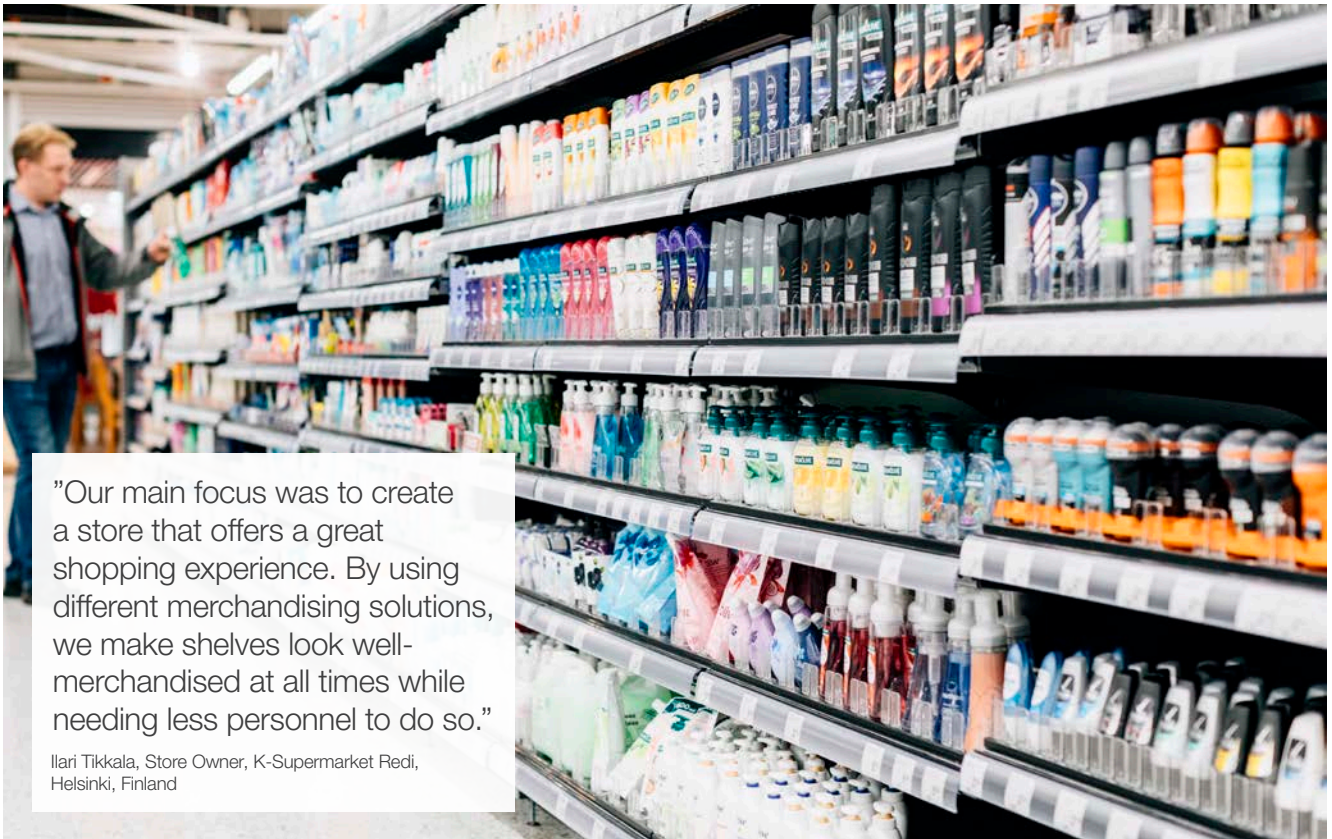 ”Our main focus was to create
a store that offers a great
shopping experience. By using
different merchandising solutions,
we make shelves look well-
merchandised at all times while
needing less personnel to do so.”
Ilari Tikkala, Store Owner, K-Supermarket Redi,
Helsinki, Finland